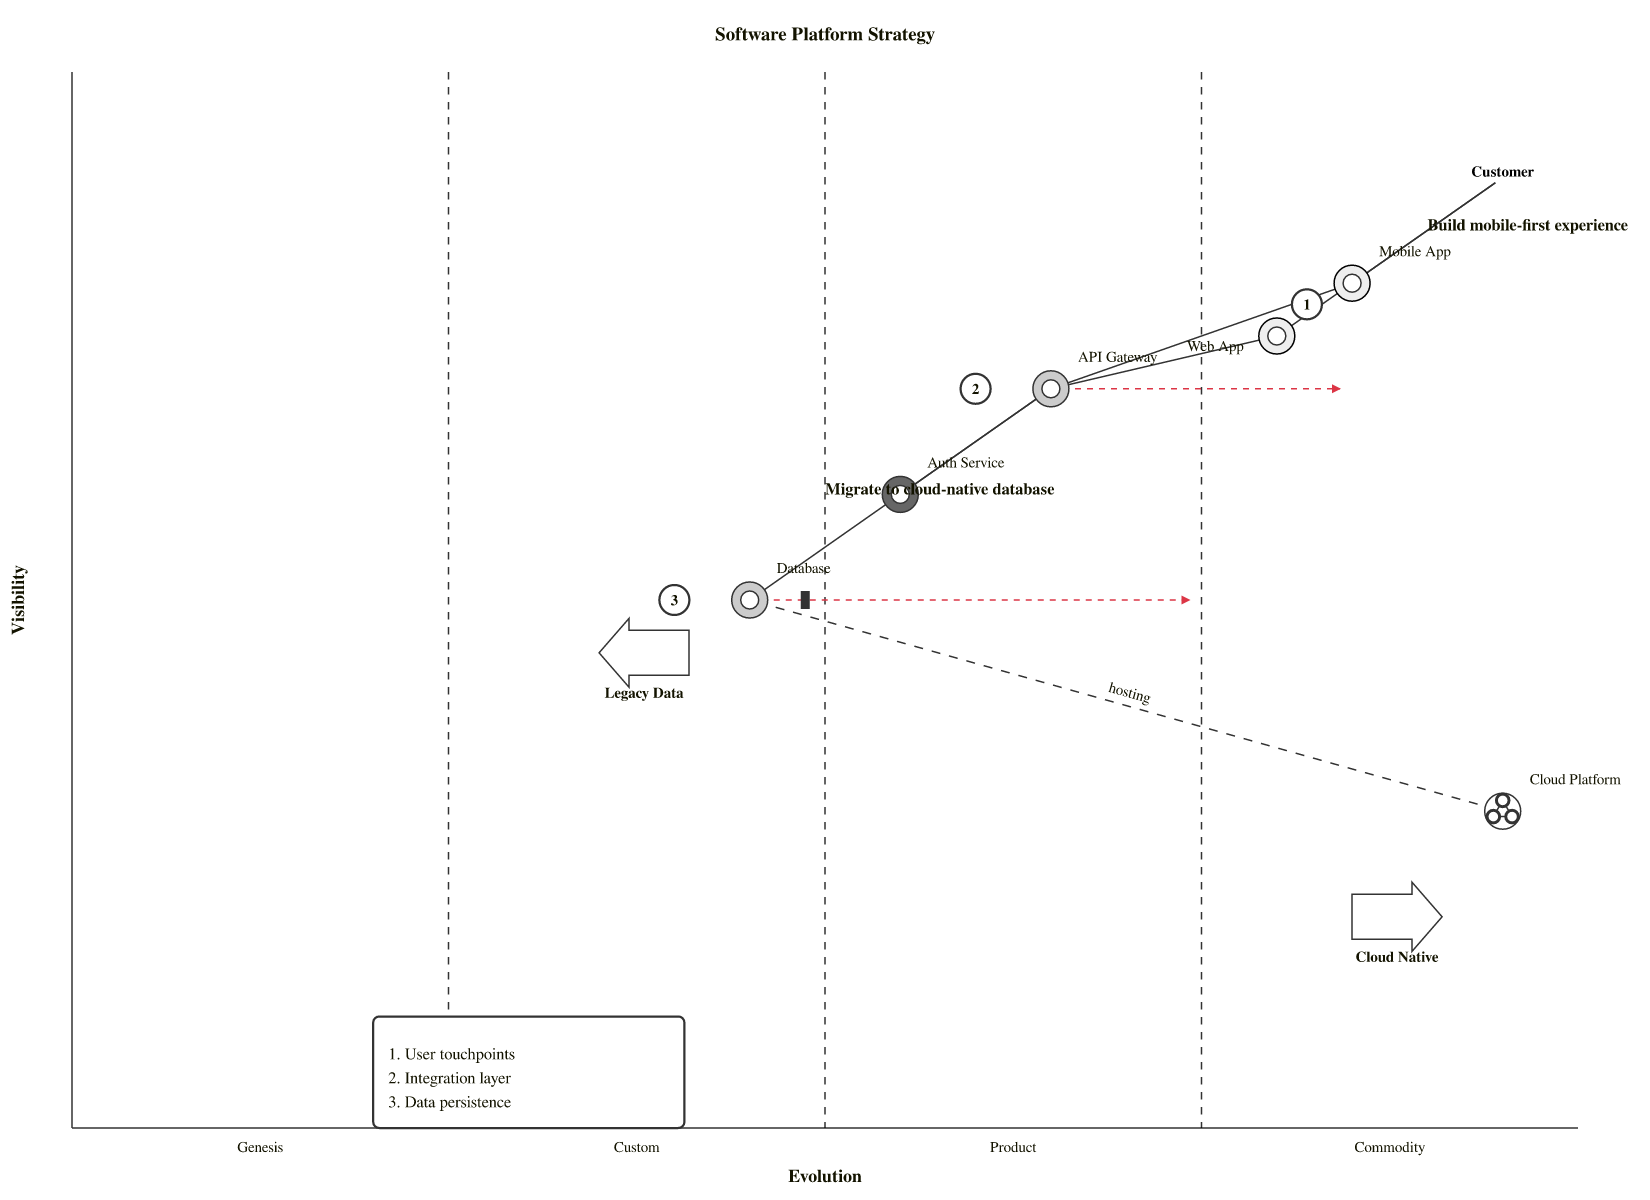 Software Platform Strategy
Customer
Build mobile-first experience
Mobile App
1
Web App
API Gateway
2
Auth Service
Migrate to cloud-native database
Database
3
Visibility
Legacy Data
hosting
Cloud Platform
Cloud Native
1. User touchpoints
2. Integration layer
3. Data persistence
Genesis
Custom
Product
Commodity
Evolution